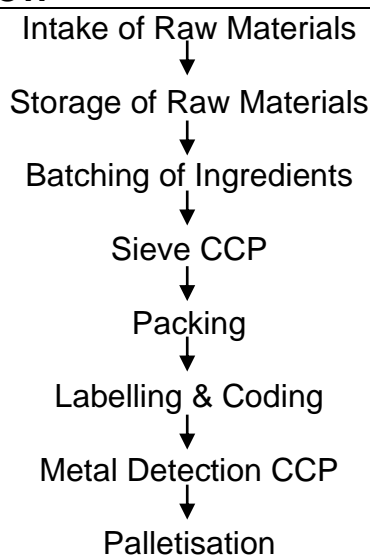 Intake of Raw Materials
Storage of Raw Materials
Batching of Ingredients
Sieve CCP
Packing
Labelling & Coding
Metal Detection CCP
Palletisation